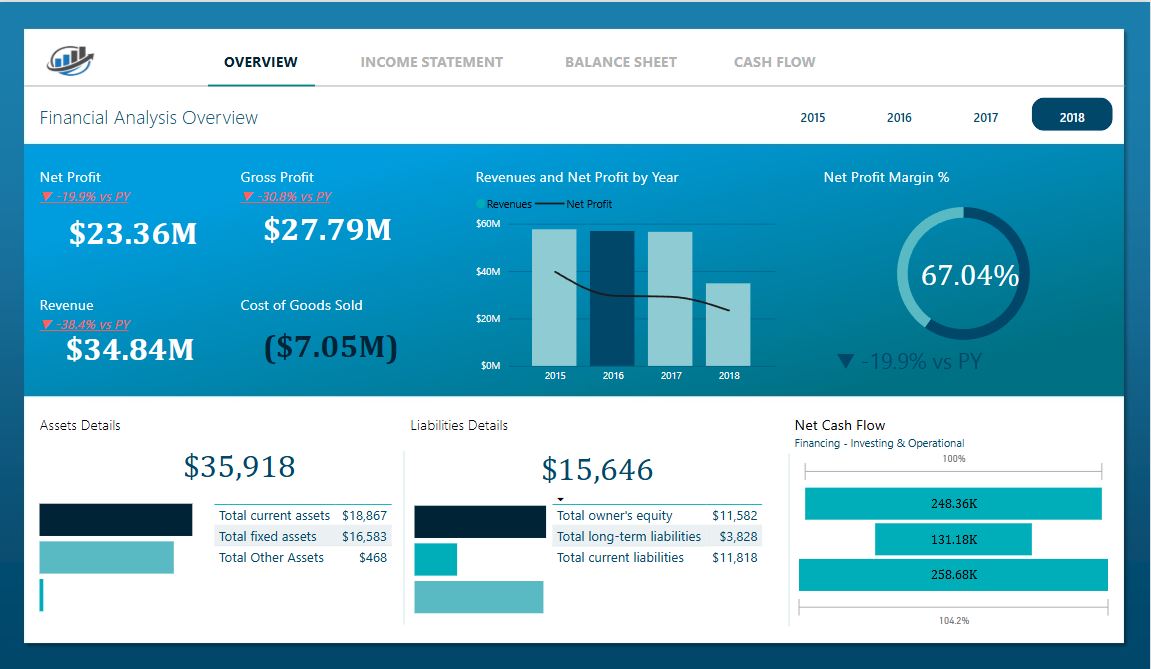 OVERVIEW INCOME STATEMENT BALANCE SHEET CASH FLOW
Financial Analysis Overview
2015 2016 2017 2018
Net Profit
▼ -19.9% vs PY
$23.36M
Gross Profit
▼ -30.8% vs PY
$27.79M
Revenue
▼ -38.4% vs PY
$34.84M
Cost of Goods Sold
($7.05M)
Revenues and Net Profit by Year
Revenues Net Profit
$60M
$40M
$20M
$0M
2015 2016 2017 2018
Net Profit Margin %
67.04%
▼ -19.9% vs PY
Assets Details
$35,918
Total current assets $18,867
Total fixed assets $16,583
Total Other Assets $468
Liabilities Details
$15,646
Total owner's equity $11,582
Total long-term liabilities $3,828
Total current liabilities $11,818
Net Cash Flow
Financing - Investing & Operational
100%
248.36K
131.18K
258.68K
104.2%